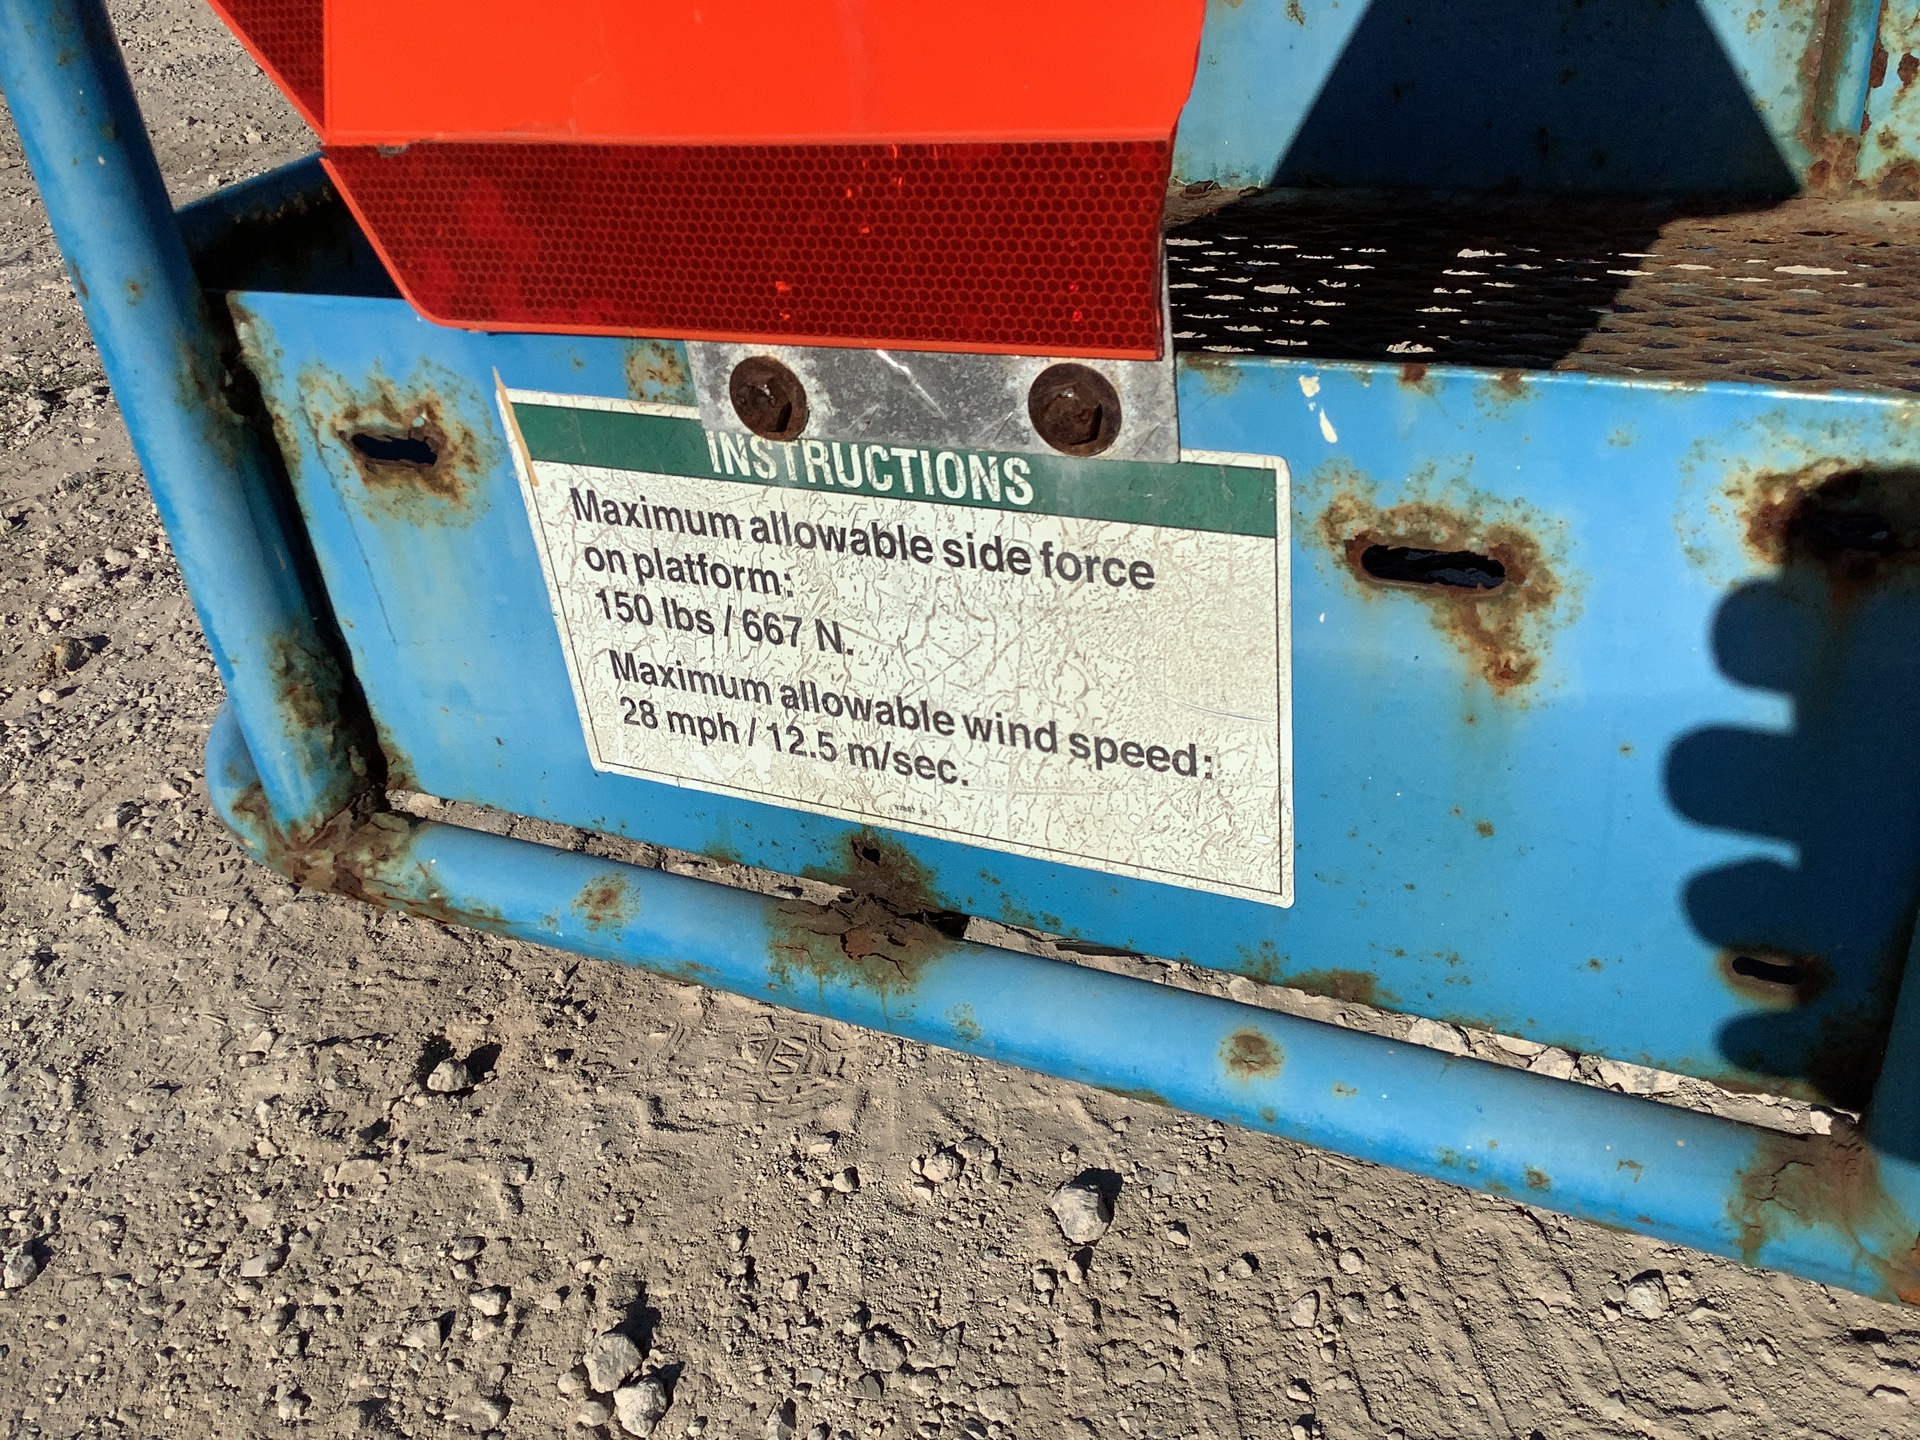 INSTRUCTIONS
Maximum allowable side force
on platform:
150 lbs / 667 N.
Maximum allowable wind speed:
28 mph / 12.5 m/sec.